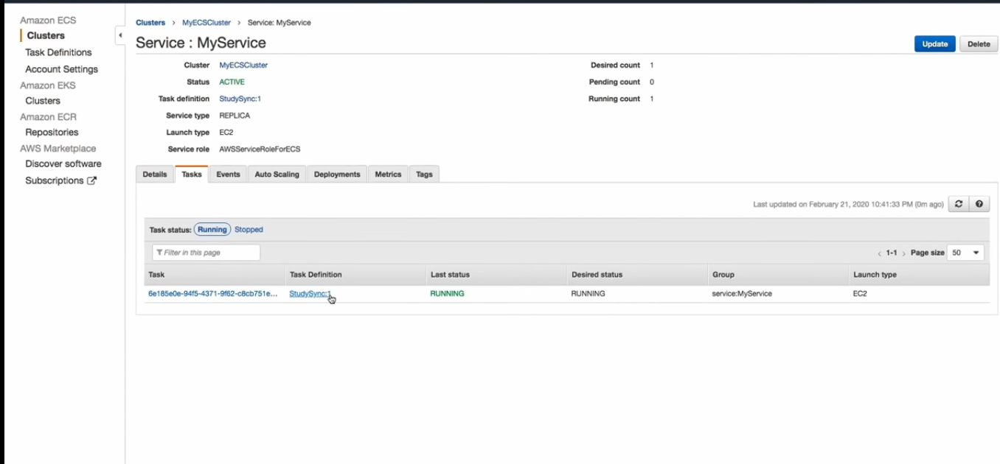 Amazon ECS
Clusters
Task Definitions
Account Settings
Amazon EKS
Clusters
Amazon ECR
Repositories
AWS Marketplace
Discover software
Subscriptions
Clusters > MyECSCluster > Service: MyService
Service : MyService
Update Delete
Cluster MyECSCluster
Status ACTIVE
Task definition StudySync:1
Service type REPLICA
Launch type EC2
Service role AWSServiceRoleForECS
Desired count 1
Pending count 0
Running count 1
Details Tasks Events Auto Scaling Deployments Metrics Tags
Last updated on February 21, 2020 10:41:33 PM (0m ago)
Task status: Running Stopped
Filter in this page
< 1-1 > Page size 50
Task Task Definition Last status Desired status Group Launch type
6e185e0e-94f5-4371-9f62-c8cb751e... StudySync:1 RUNNING RUNNING service:MyService EC2